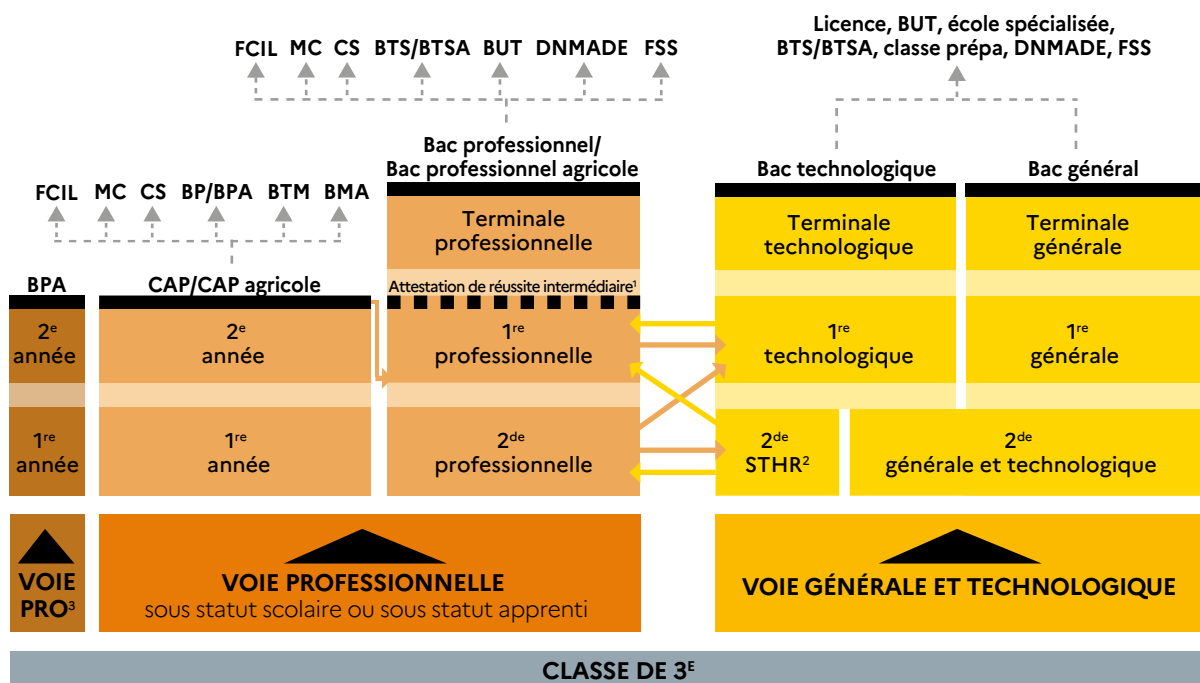 Licence, BUT, école spécialisée,
BTS/BTSA, classe prépa, DNMADE, FSS
FCIL MC CS BTS/BTSA BUT DNMADE FSS
Bac professionnel/
Bac professionnel agricole
Bac technologique
Bac général
FCIL MC CS BP/BPA BTM BMA
Terminale
professionnelle
Terminale
technologique
Terminale
générale
BPA
CAP/CAP agricole
Attestation de réussite intermédiaire¹
2e
année
2e
année
1re
professionnelle
1re
technologique
1re
générale
1re
année
1re
année
2de
professionnelle
2de
STHR²
2de
générale et technologique
VOIE
PRO³
VOIE PROFESSIONNELLE
sous statut scolaire ou sous statut apprenti
VOIE GÉNÉRALE ET TECHNOLOGIQUE
CLASSE DE 3E